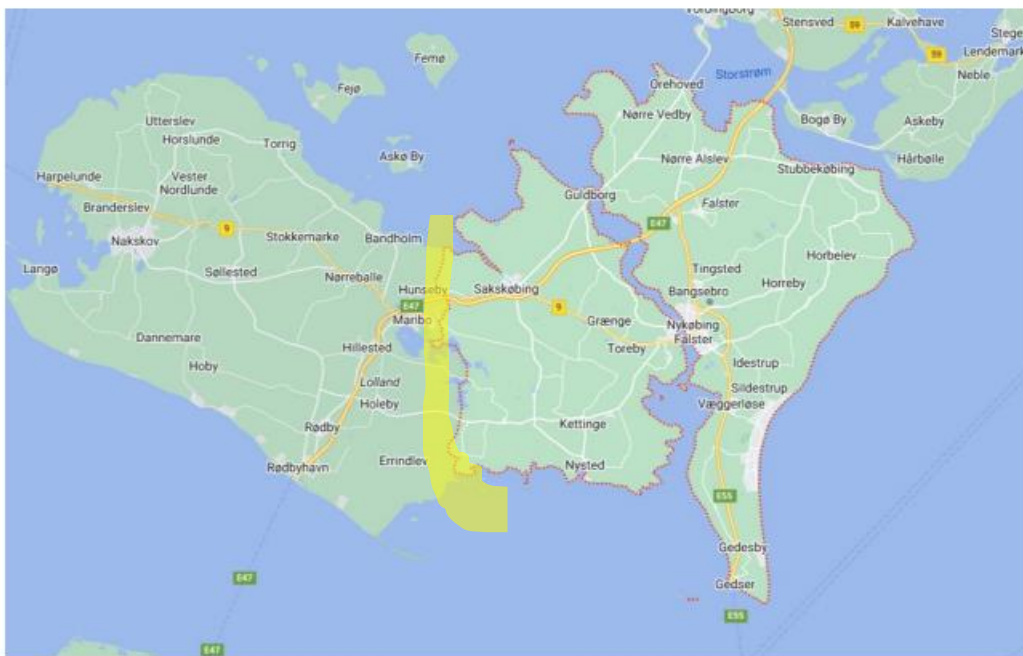 Vordingborg
Stensved
59
Kalvehave
Stege
Lendemark
59
Neble
Femø
Storstrøm
Orehoved
Fejø
Nørre Vedby
Bogø By
Askeby
Utterslev
Horslunde
Torrig
Askø By
Nørre Alslev
Hårbølle
Stubbekøbing
Harpelunde
Vester
Nordlunde
Guldborg
Falster
Branderslev
9
E47
Nakskov
Stokkemarke
Bandholm
Horbelev
Langø
Søllested
Nørreballe
Tingsted
Hunseby
Sakskøbing
Horreby
Bangsebro
E47
9
Maribo
Grænge
Nykøbing
Falster
Dannemare
Hillested
Toreby
Hoby
Idestrup
Lolland
Sildestrup
Holeby
Væggerløse
Rødby
Kettinge
Errindlev
Rødbyhavn
Nysted
E55
Gedesby
E47
Gedser
E55
E47